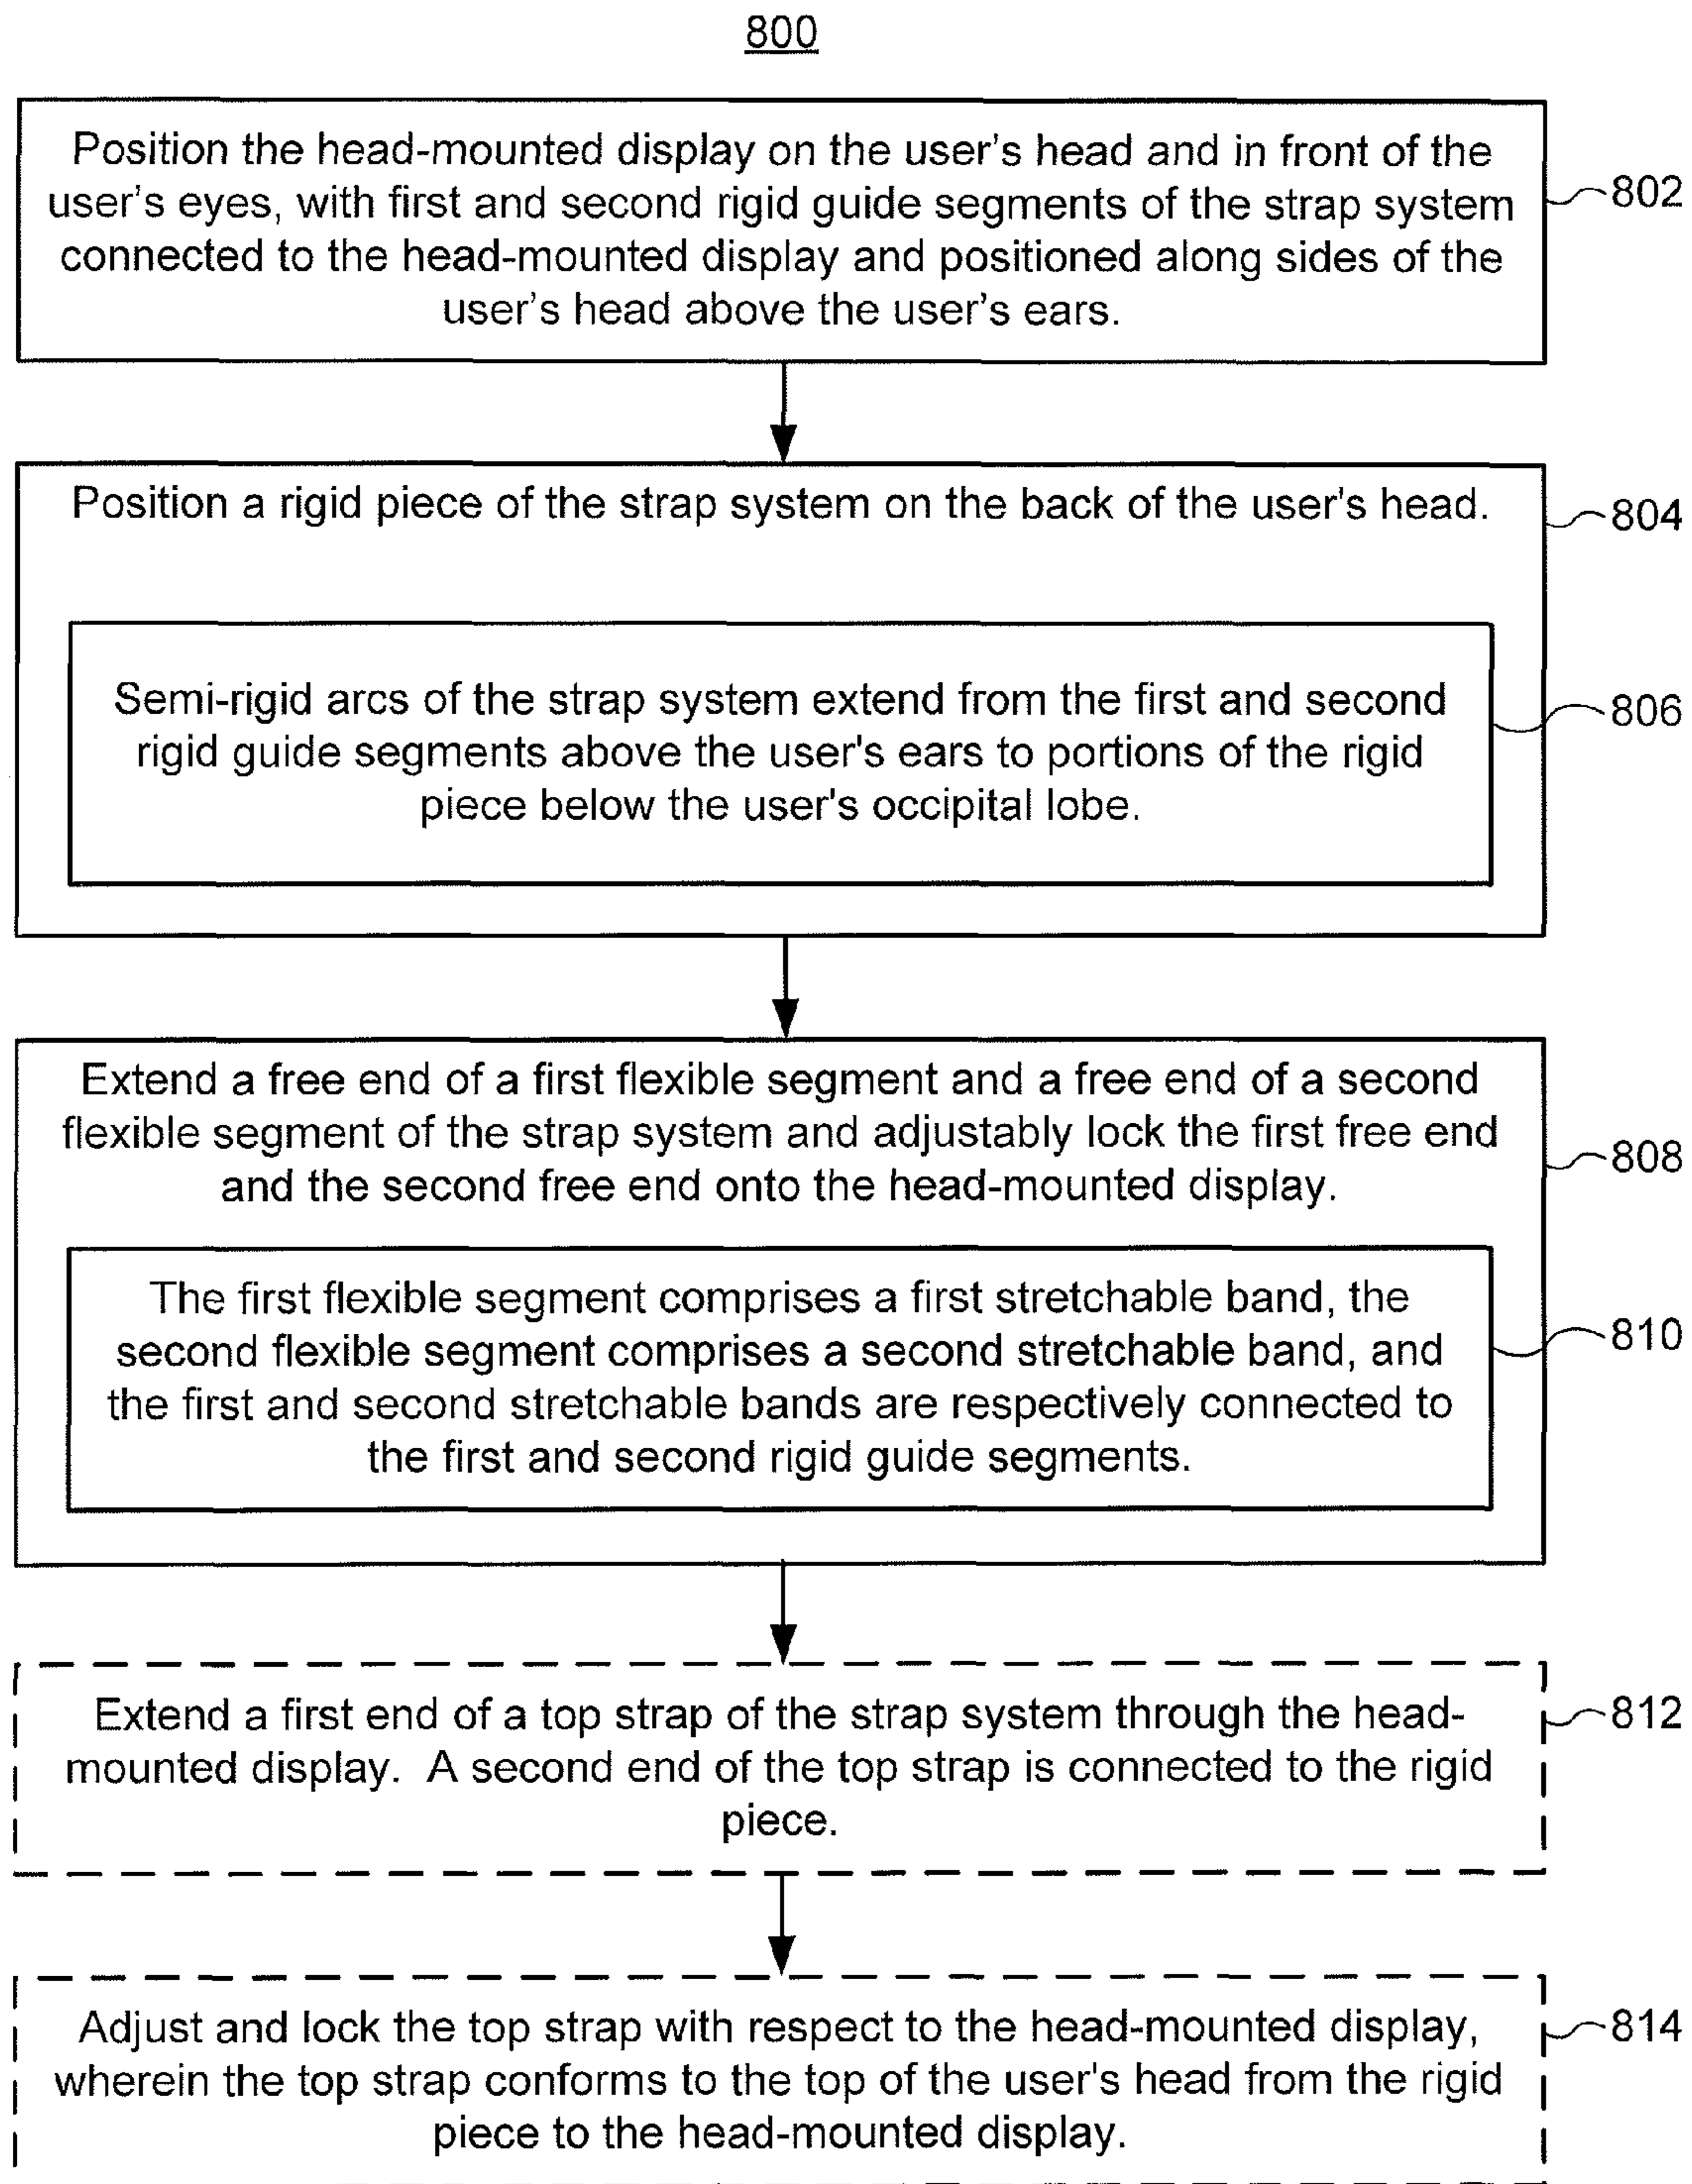 800
Position the head-mounted display on the user's head and in front of the
user's eyes, with first and second rigid guide segments of the strap system
connected to the head-mounted display and positioned along sides of the
user's head above the user's ears.
802
Position a rigid piece of the strap system on the back of the user's head.
804
Semi-rigid arcs of the strap system extend from the first and second
rigid guide segments above the user's ears to portions of the rigid
piece below the user's occipital lobe.
806
Extend a free end of a first flexible segment and a free end of a second
flexible segment of the strap system and adjustably lock the first free end
and the second free end onto the head-mounted display.
808
The first flexible segment comprises a first stretchable band, the
second flexible segment comprises a second stretchable band, and
the first and second stretchable bands are respectively connected to
the first and second rigid guide segments.
810
Extend a first end of a top strap of the strap system through the head-
mounted display.  A second end of the top strap is connected to the rigid
piece.
812
Adjust and lock the top strap with respect to the head-mounted display,
wherein the top strap conforms to the top of the user's head from the rigid
piece to the head-mounted display.
814